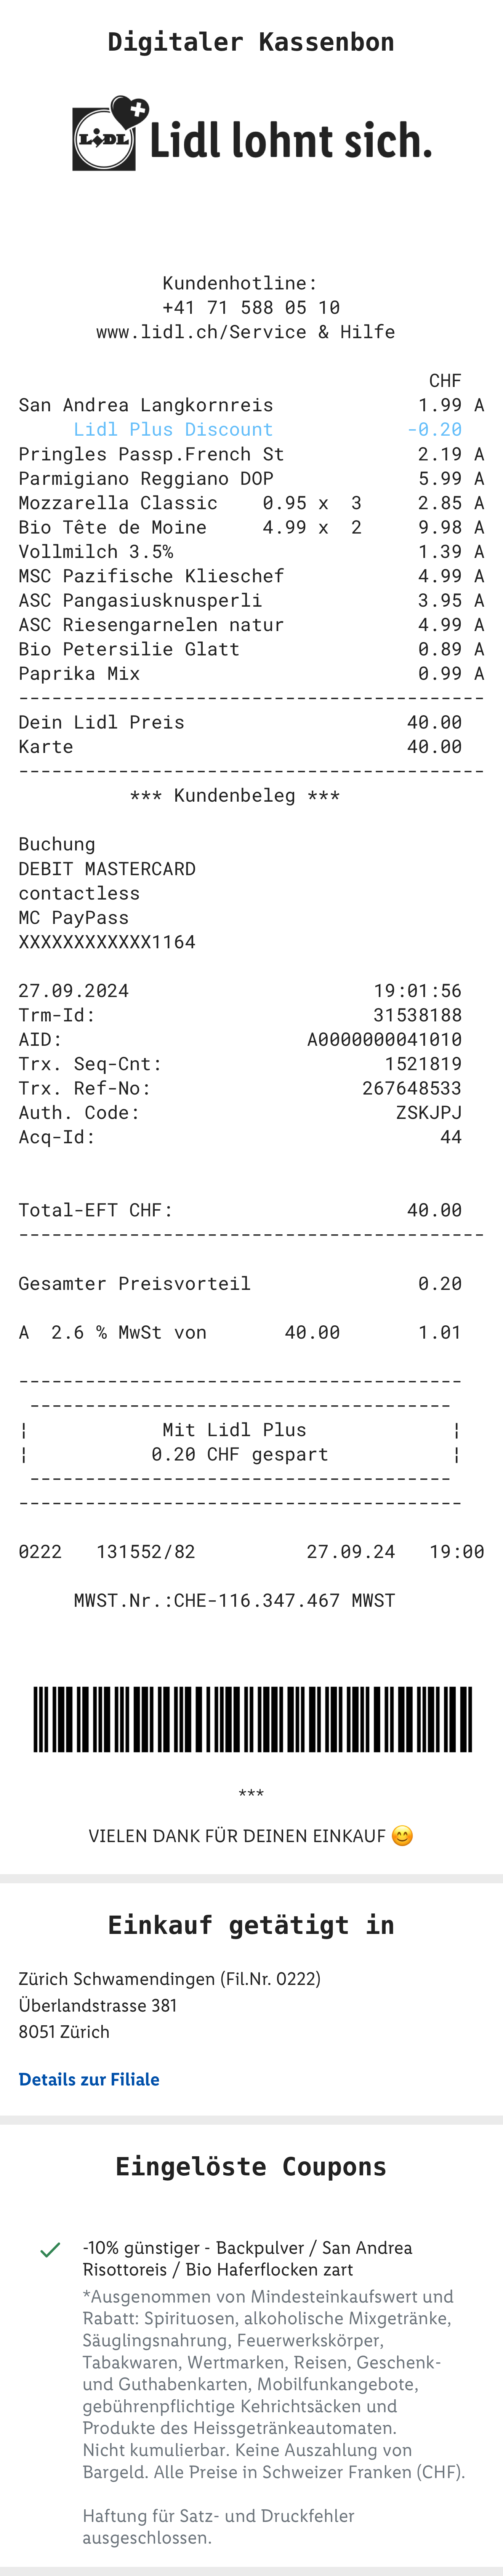 Digitaler Kassenbon
LIDL Lidl lohnt sich.
Kundenhotline:
+41 71 588 05 10
www.lidl.ch/Service & Hilfe
CHF
San Andrea Langkornreis 1.99 A
Lidl Plus Discount -0.20
Pringles Passp.French St 2.19 A
Parmigiano Reggiano DOP 5.99 A
Mozzarella Classic 0.95 x 3 2.85 A
Bio Tête de Moine 4.99 x 2 9.98 A
Vollmilch 3.5% 1.39 A
MSC Pazifische Klieschef 4.99 A
ASC Pangasiusknusperli 3.95 A
ASC Riesengarnelen natur 4.99 A
Bio Petersilie Glatt 0.89 A
Paprika Mix 0.99 A
------------------------------------------
Dein Lidl Preis 40.00
Karte 40.00
------------------------------------------
*** Kundenbeleg ***
Buchung
DEBIT MASTERCARD
contactless
MC PayPass
XXXXXXXXXXXX1164
27.09.2024 19:01:56
Trm-Id: 31538188
AID: A0000000041010
Trx. Seq-Cnt: 1521819
Trx. Ref-No: 267648533
Auth. Code: ZSKJPJ
Acq-Id: 44
Total-EFT CHF: 40.00
------------------------------------------
Gesamter Preisvorteil 0.20
A 2.6 % MwSt von 40.00 1.01
----------------------------------------
--------------------------------------
¦ Mit Lidl Plus ¦
¦ 0.20 CHF gespart ¦
--------------------------------------
----------------------------------------
0222 131552/82 27.09.24 19:00
MWST.Nr.:CHE-116.347.467 MWST
***
VIELEN DANK FÜR DEINEN EINKAUF 😊
Einkauf getätigt in
Zürich Schwamendingen (Fil.Nr. 0222)
Überlandstrasse 381
8051 Zürich
Details zur Filiale
Eingelöste Coupons
-10% günstiger - Backpulver / San Andrea
Risottoreis / Bio Haferflocken zart
*Ausgenommen von Mindesteinkaufswert und
Rabatt: Spirituosen, alkoholische Mixgetränke,
Säuglingsnahrung, Feuerwerkskörper,
Tabakwaren, Wertmarken, Reisen, Geschenk-
und Guthabenkarten, Mobilfunkangebote,
gebührenpflichtige Kehrichtsäcken und
Produkte des Heissgetränkeautomaten.
Nicht kumulierbar. Keine Auszahlung von
Bargeld. Alle Preise in Schweizer Franken (CHF).
Haftung für Satz- und Druckfehler
ausgeschlossen.